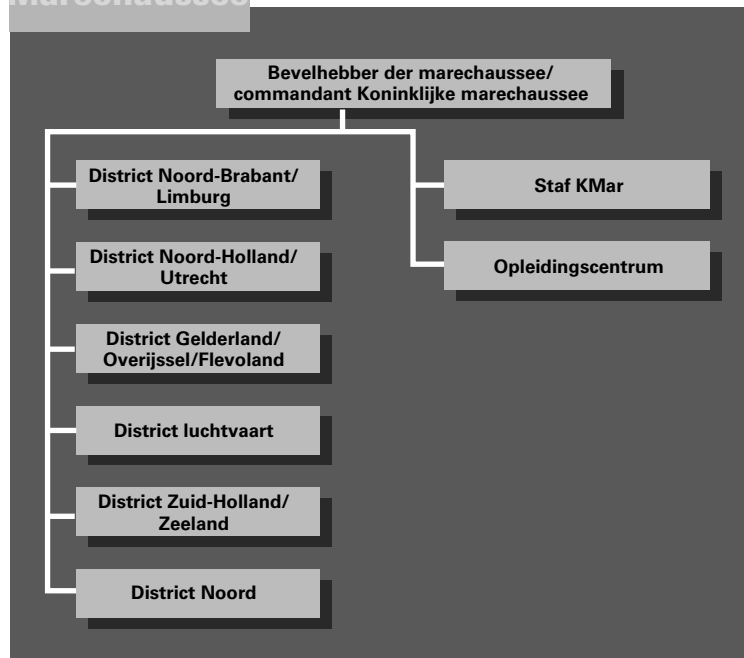 Marechaussee
Bevelhebber der marechaussee/
commandant Koninklijke marechaussee
District Noord-Brabant/
Limburg
District Noord-Holland/
Utrecht
District Gelderland/
Overijssel/Flevoland
District luchtvaart
District Zuid-Holland/
Zeeland
District Noord
Staf KMar
Opleidingscentrum